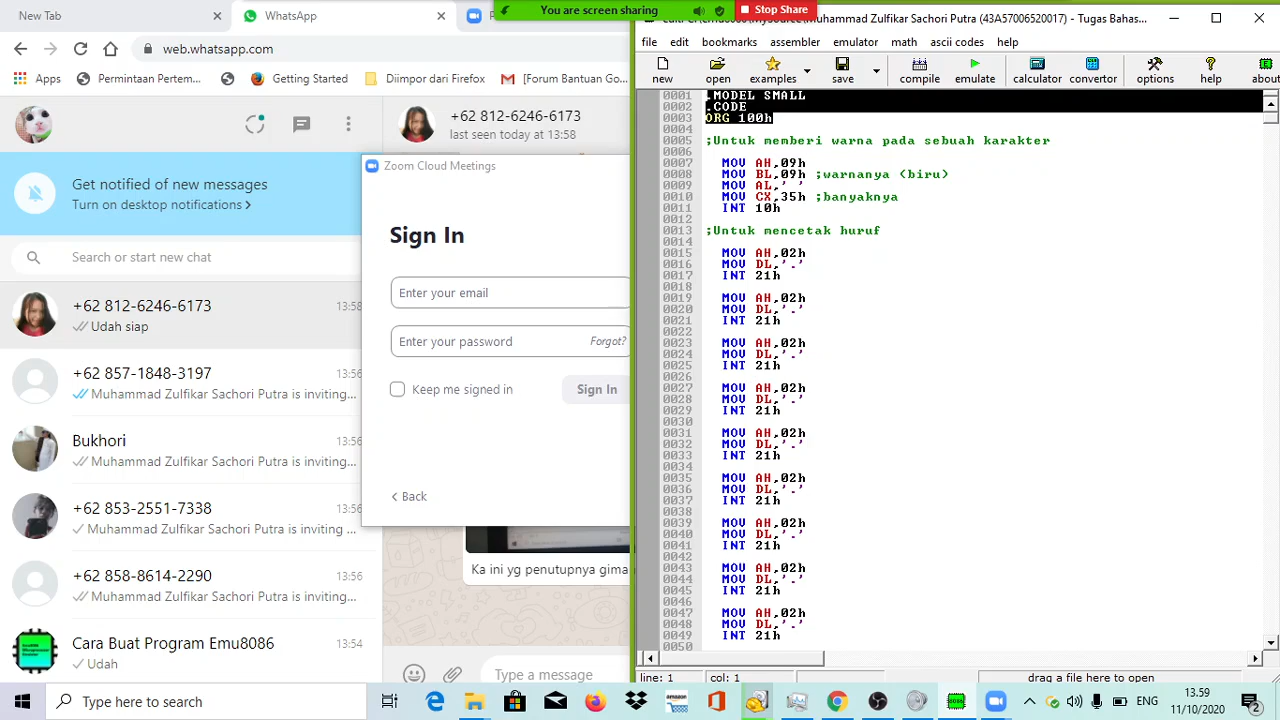 New Tab
WhatsApp
You are screen sharing
Stop Share
web.whatsapp.com
Apps
Permintaan Pertem...
Getting Started
Diimpor dari Firefox
[Forum Bantuan Go...
+62 812-6246-6173
last seen today at 13:58
Get notified of new messages
Turn on desktop notifications >
Search or start new chat
+62 812-6246-6173
13:58
Udah siap
+62 857-1848-3197
13:56
Muhammad Zulfikar Sachori Putra is inviting...
Bukhori
13:56
Muhammad Zulfikar Sachori Putra is inviting...
+62 853-2551-7338
13:56
Muhammad Zulfikar Sachori Putra is inviting...
+62 858-8614-2290
13:56
Muhammad Zulfikar Sachori Putra is inviting...
Cara Buat Program Emu8086
13:54
Udah
Zoom Cloud Meetings
Sign In
Enter your email
Enter your password
Forgot?
Keep me signed in
Sign In
< Back
Ka ini yg penutupnya gima
Type a message
Muhammad Zulfikar Sachori Putra (43A57006520017) - Tugas Bahas...
file edit bookmarks assembler emulator math ascii codes help
new open examples save compile emulate calculator convertor options help about
0001 .MODEL SMALL
0002 .CODE
0003 ORG 100h
0004
0005 ;Untuk memberi warna pada sebuah karakter
0006
0007 MOV AH,09h
0008 MOV BL,09h ;warnanya (biru)
0009 MOV AL,' '
0010 MOV CX,35h ;banyaknya
0011 INT 10h
0012
0013 ;Untuk mencetak huruf
0014
0015 MOV AH,02h
0016 MOV DL,'.'
0017 INT 21h
0018
0019 MOV AH,02h
0020 MOV DL,'.'
0021 INT 21h
0022
0023 MOV AH,02h
0024 MOV DL,'.'
0025 INT 21h
0026
0027 MOV AH,02h
0028 MOV DL,'.'
0029 INT 21h
0030
0031 MOV AH,02h
0032 MOV DL,'.'
0033 INT 21h
0034
0035 MOV AH,02h
0036 MOV DL,'.'
0037 INT 21h
0038
0039 MOV AH,02h
0040 MOV DL,'.'
0041 INT 21h
0042
0043 MOV AH,02h
0044 MOV DL,'.'
0045 INT 21h
0046
0047 MOV AH,02h
0048 MOV DL,'.'
0049 INT 21h
0050
line: 1
col: 1
drag a file here to open
Type here to search
ENG
13.59
11/10/2020
2